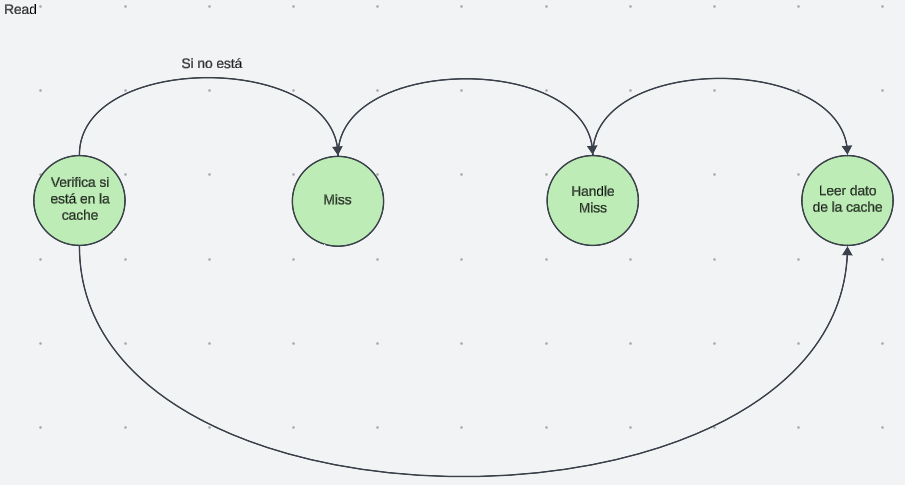 Read
Si no está
Verifica si
está en la
cache
Miss
Handle
Miss
Leer dato
de la cache